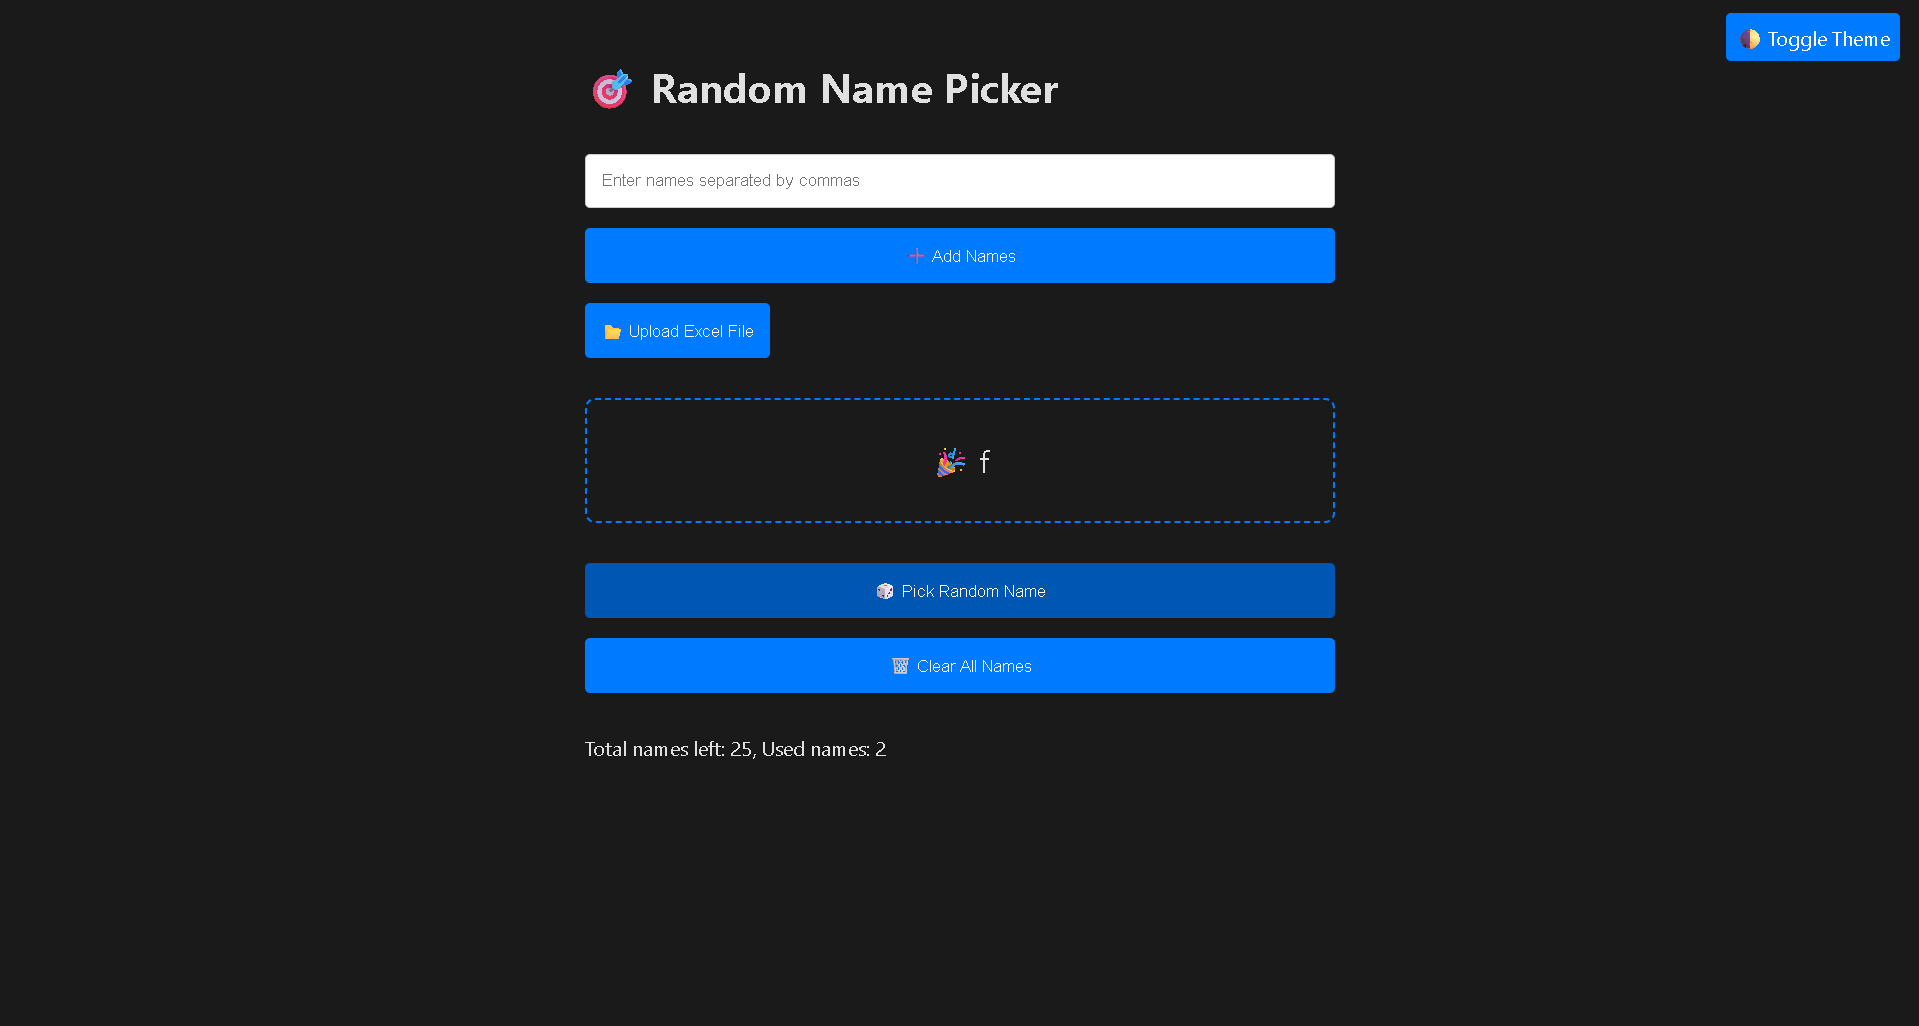 Toggle Theme
Random Name Picker
Enter names separated by commas
Add Names
Upload Excel File
f
Pick Random Name
Clear All Names
Total names left: 25, Used names: 2